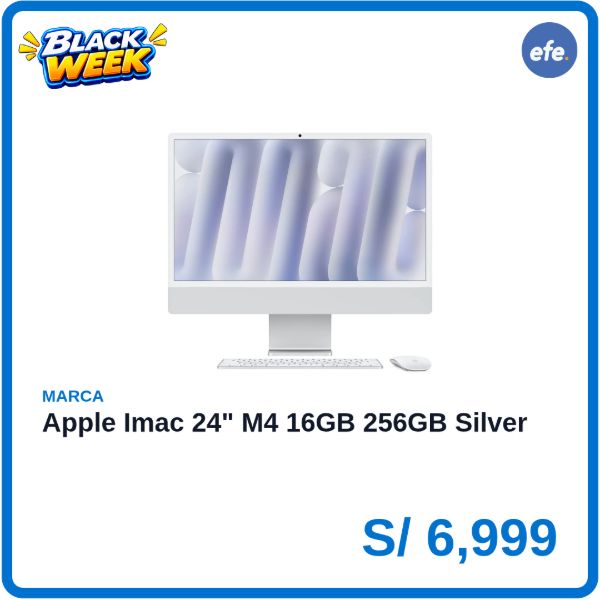 BLACK
WEEK
efe.
MARCA
Apple Imac 24" M4 16GB 256GB Silver
S/ 6,999